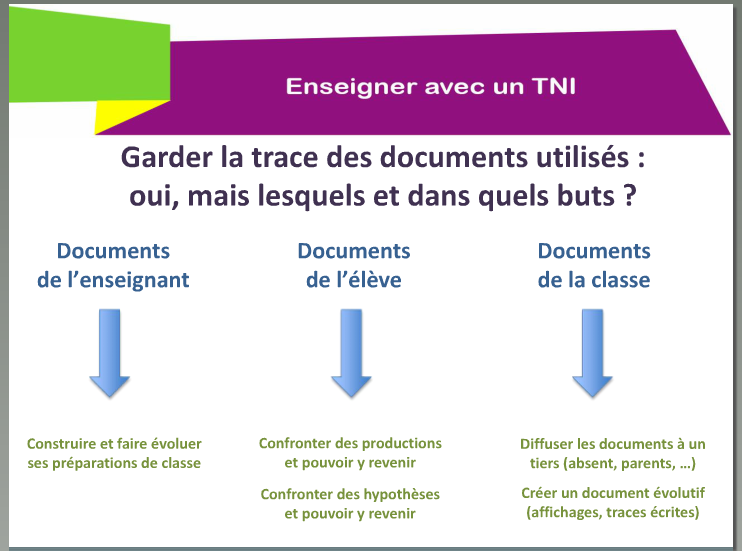 Enseigner avec un TNI
Garder la trace des documents utilisés :
oui, mais lesquels et dans quels buts ?
Documents
de l’enseignant
Documents
de l’élève
Documents
de la classe
Construire et faire évoluer
ses préparations de classe
Confronter des productions
et pouvoir y revenir
Confronter des hypothèses
et pouvoir y revenir
Diffuser les documents à un
tiers (absent, parents, …)
Créer un document évolutif
(affichages, traces écrites)